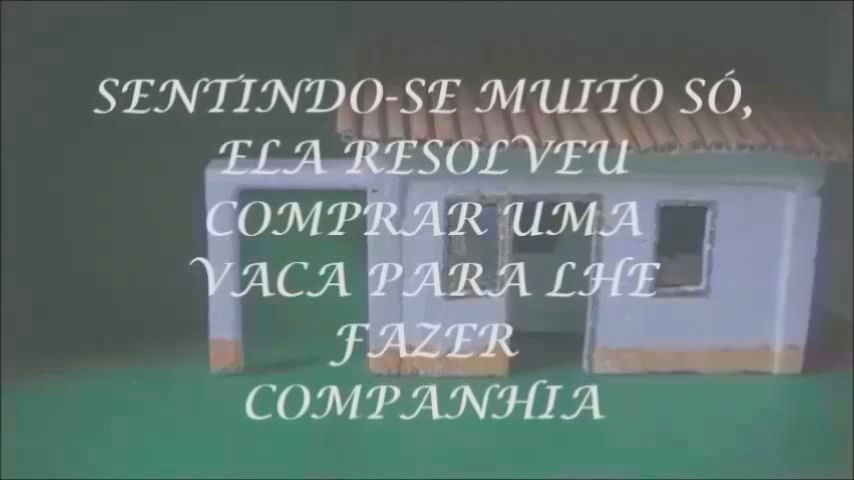 SENTINDO-SE MUITO SÓ,
ELA RESOLVEU
COMPRAR UMA
VACA PARA LHE
FAZER
COMPANHIA